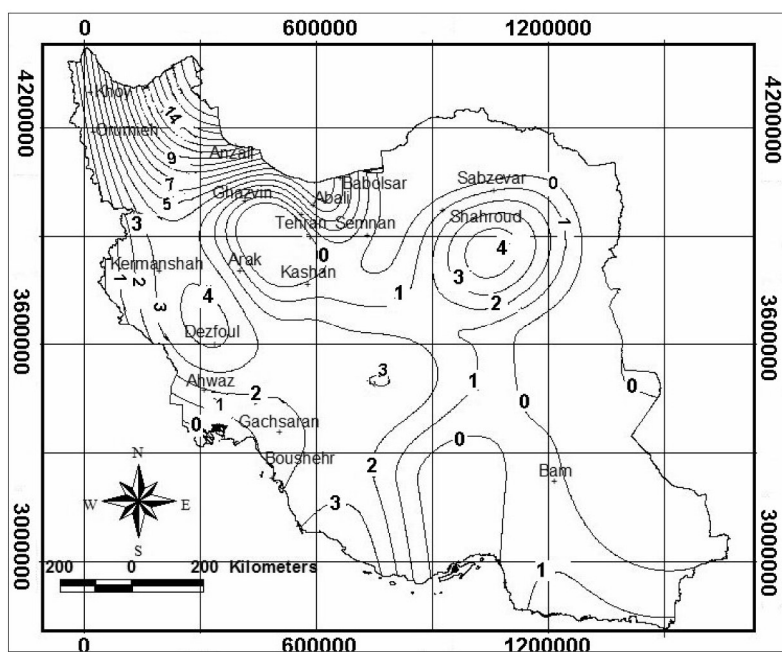 0 600000 1200000
4200000 4200000
Khoy
14
Orumieh
9
Anzali
7
Babolsar
Sabzevar
0
5
Ghazvin
Abali
3
Tehran
Semnan
Shahroud
1
0
4
Kermanshah
Arak
Kashan
3
1
2
3
4
1
2
Dezfoul
3600000 3600000
3
1
0
0
Ahwaz
2
1
0
Gachsaran
0
Boushehr
2
Bam
N
W E
S
3
3000000 3000000
200 0 200 Kilometers
1
0 600000 1200000